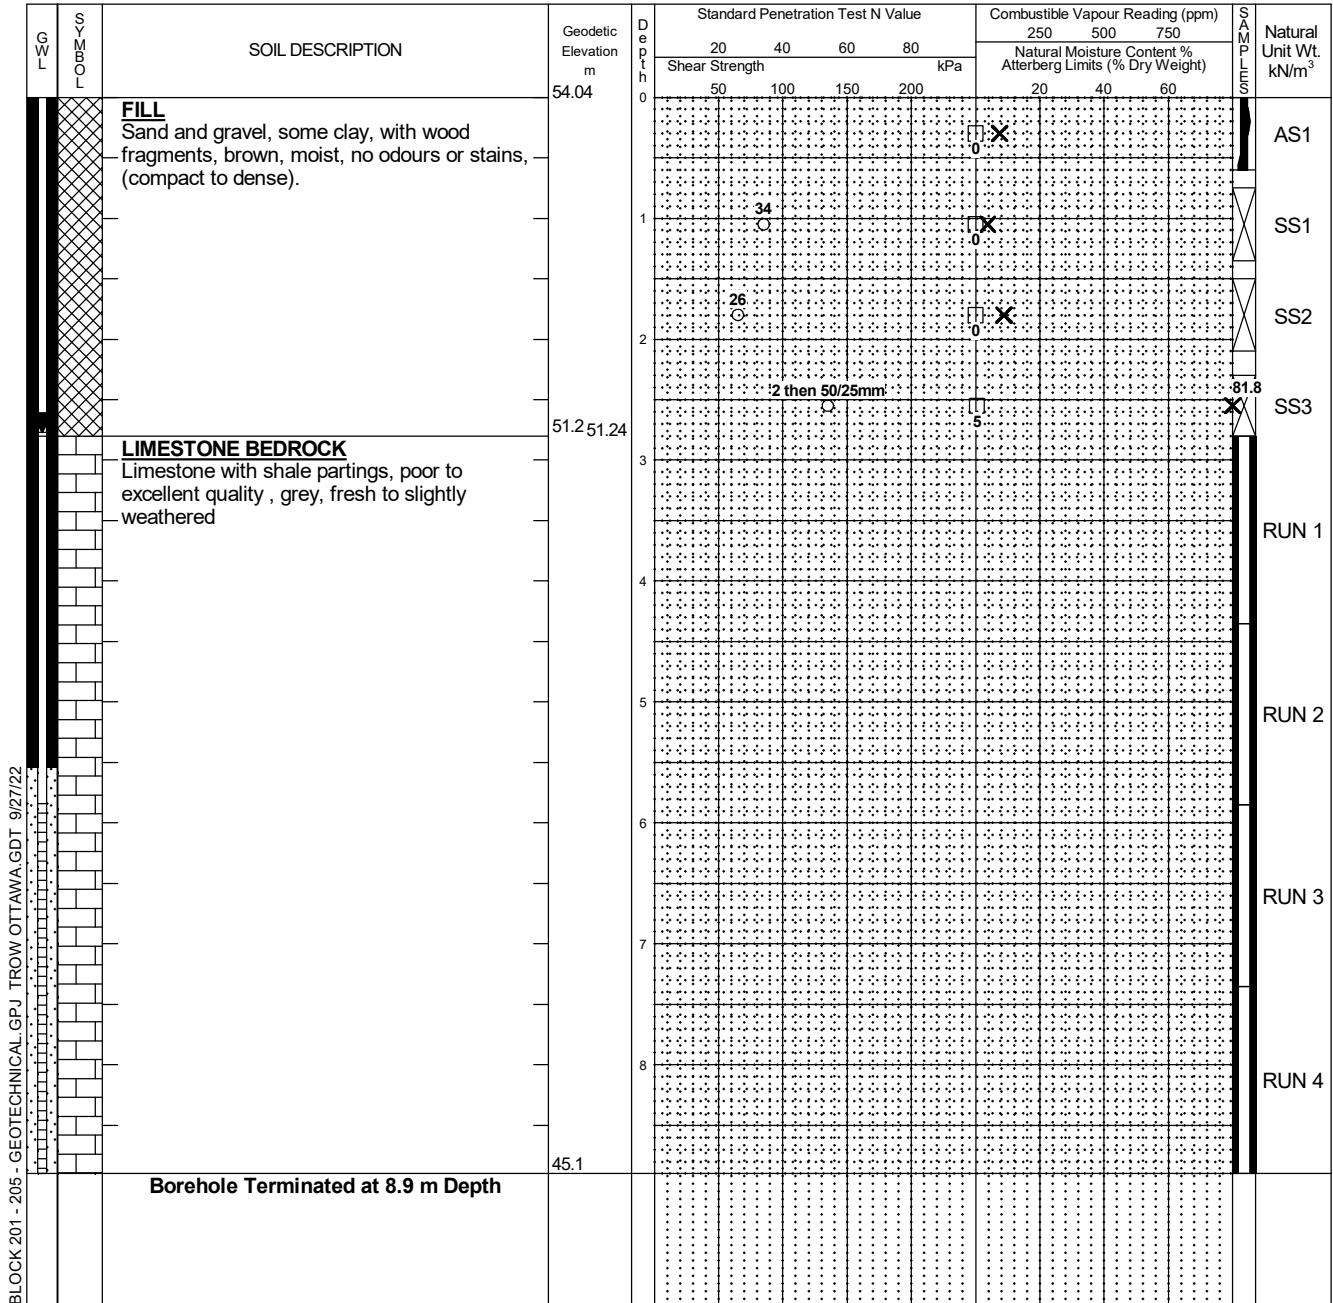 GWL
SYMBOL
SOIL DESCRIPTION
Geodetic
Elevation
m
Depth
Standard Penetration Test N Value
20 40 60 80
Shear Strength kPa
50 100 150 200
Combustible Vapour Reading (ppm)
250 500 750
Natural Moisture Content %
Atterberg Limits (% Dry Weight)
20 40 60
SAMPLES
Natural
Unit Wt.
kN/m³
54.04
0
FILL
Sand and gravel, some clay, with wood
fragments, brown, moist, no odours or stains,
(compact to dense).
0
AS1
34
1
0
SS1
26
2
0
SS2
2 then 50/25mm
5
81.8
SS3
51.2 51.24
LIMESTONE BEDROCK
Limestone with shale partings, poor to
excellent quality , grey, fresh to slightly
weathered
3
RUN 1
4
5
RUN 2
6
RUN 3
7
8
RUN 4
45.1
Borehole Terminated at 8.9 m Depth
BLOCK 201 - 205 - GEOTECHNICAL.GPJ TROW OTTAWA.GDT 9/27/22